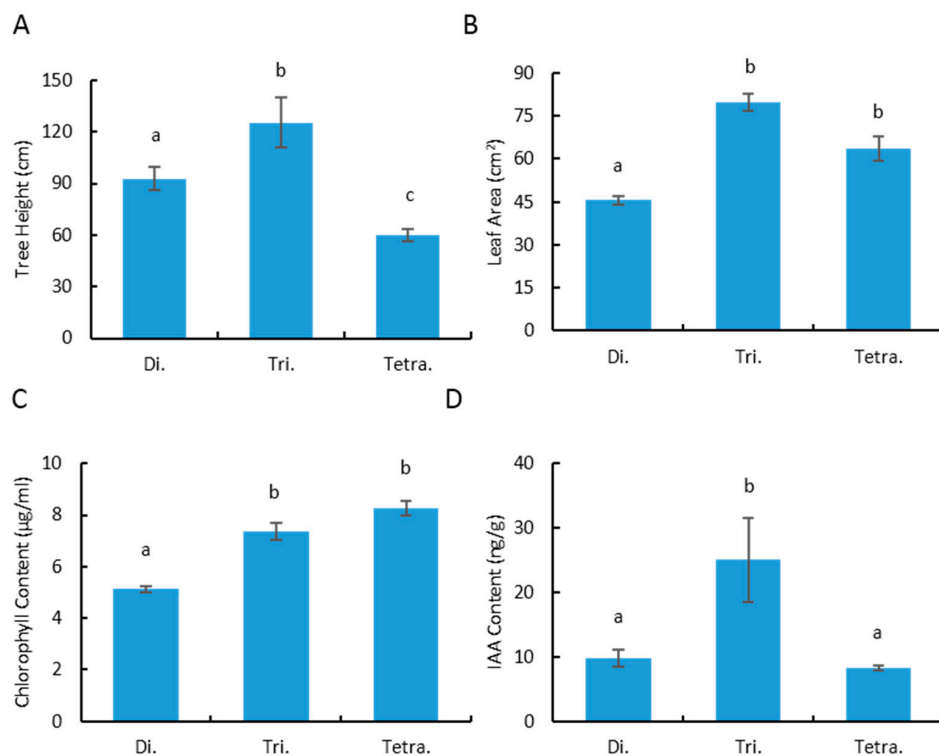 A
Tree Height (cm)
150
120
90
60
30
0
a
b
c
Di.
Tri.
Tetra.
B
Leaf Area (cm²)
90
75
60
45
30
15
0
a
b
b
Di.
Tri.
Tetra.
C
Chlorophyll Content (µg/ml)
10
8
6
4
2
0
a
b
b
Di.
Tri.
Tetra.
D
IAA Content (ng/g)
40
30
20
10
0
a
b
a
Di.
Tri.
Tetra.